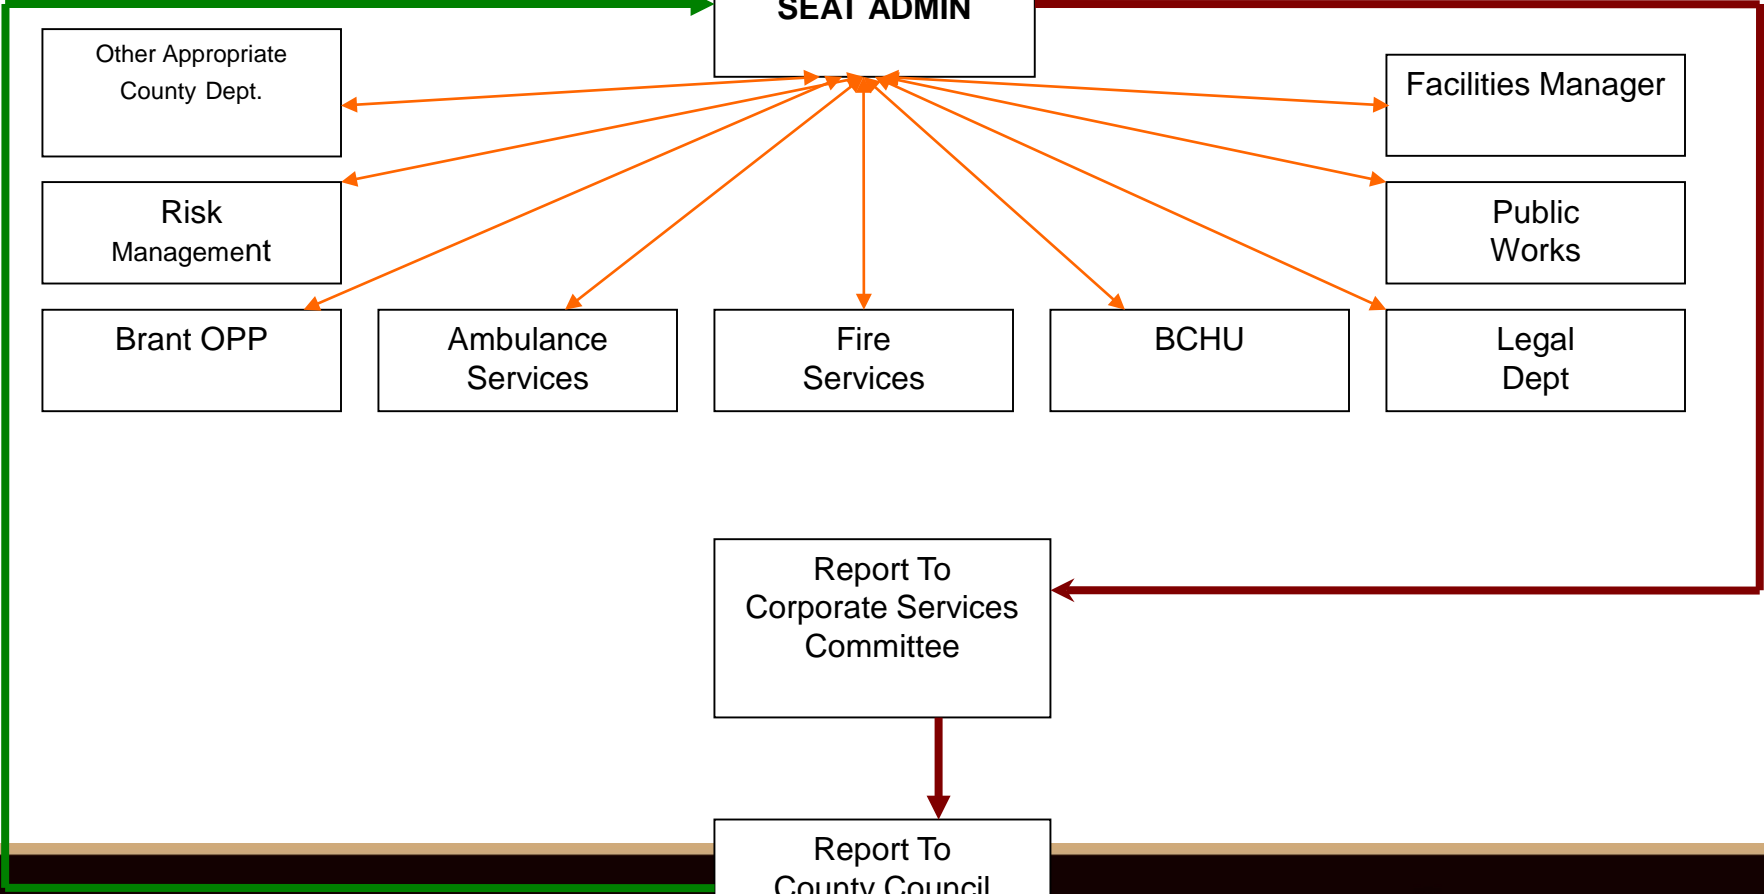 SEAT ADMIN
Other Appropriate
County Dept.
Facilities Manager
Risk
Management
Public
Works
Brant OPP
Ambulance
Services
Fire
Services
BCHU
Legal
Dept
Report To
Corporate Services
Committee
Report To
County Council